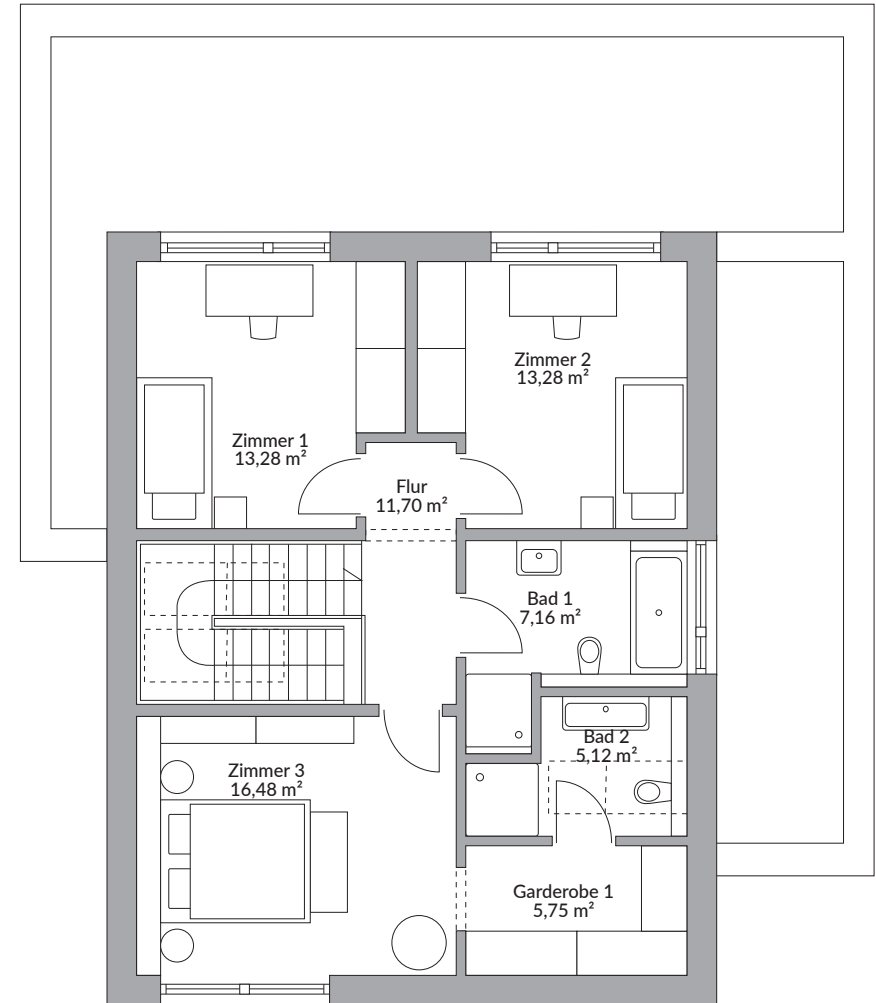 Zimmer 2
13,28 m²
Zimmer 1
13,28 m²
Flur
11,70 m²
Bad 1
7,16 m²
Bad 2
5,12 m²
Zimmer 3
16,48 m²
Garderobe 1
5,75 m²